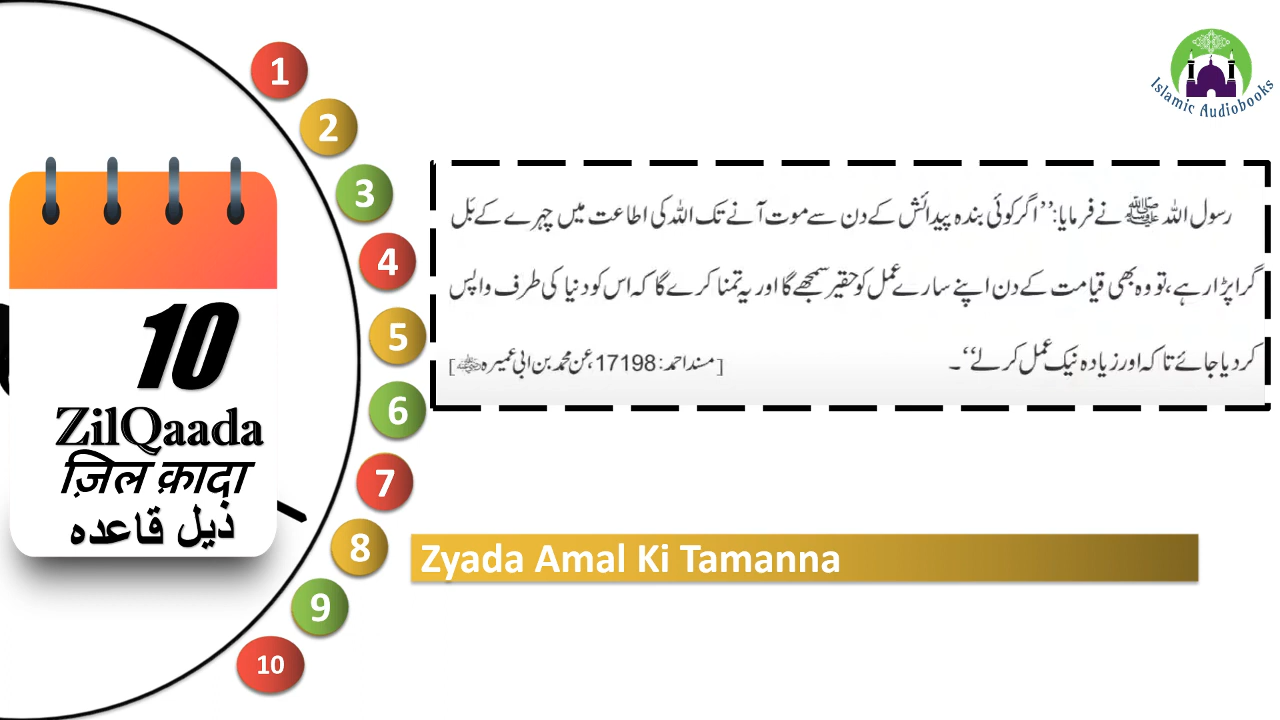 1
2
3
4
5
6
7
8
9
10
Islamic Audiobooks
10
ZilQaada
ज़िल क़ादा
ذیل قاعدہ
رسول اللہ ﷺ نے فرمایا: ’’اگر کوئی بندہ پیدائش کے دن سے موت آنے تک اللہ کی اطاعت میں چہرے کے بَل
گرا پڑا رہے، تو وہ بھی قیامت کے دن اپنے سارے عمل کو حقیر سمجھے گا اور یہ تمنا کرے گا کہ اس کو دنیا کی طرف واپس
کر دیا جائے تاکہ اور زیادہ نیک عمل کر لے‘‘۔ [مسند احمد: 17198، عن محمد بن ابی عمیرہ ؓ]
Zyada Amal Ki Tamanna